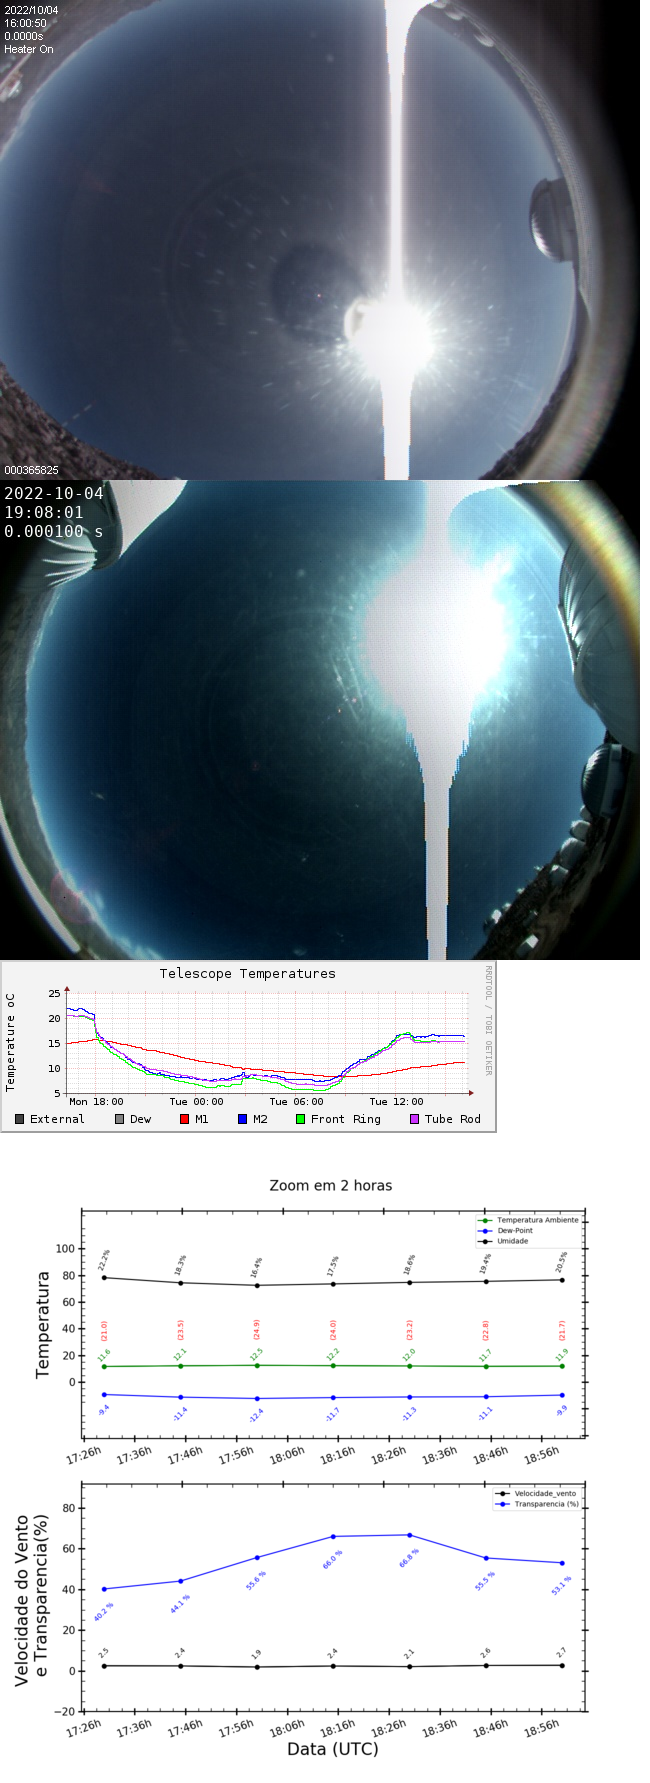 2022/10/04
16:00:50
0.0000s
Heater On
000365825
2022-10-04
19:08:01
0.000100 s
Telescope Temperatures
RRDTOOL / TOBI OETIKER
Temperature oC
25
20
15
10
5
Mon 18:00 Tue 00:00 Tue 06:00 Tue 12:00
External Dew M1 M2 Front Ring Tube Rod
Zoom em 2 horas
Temperatura
100
80
60
40
20
0
Temperatura Ambiente
Dew-Point
Umidade
22.2% 18.3% 16.4% 17.5% 18.6% 19.4% 20.5%
(21.0) (23.5) (24.9) (24.0) (23.2) (22.8) (21.7)
11.6 12.1 12.5 12.2 12.0 11.7 11.9
-9.4 -11.4 -12.4 -11.7 -11.3 -11.1 -9.9
17:26h 17:36h 17:46h 17:56h 18:06h 18:16h 18:26h 18:36h 18:46h 18:56h
Velocidade do Vento
e Transparencia(%)
80
60
40
20
0
−20
Velocidade_vento
Transparencia (%)
40.2 % 44.1 % 55.6 % 66.0 % 66.8 % 55.5 % 53.1 %
2.5 2.4 1.9 2.4 2.1 2.6 2.7
17:26h 17:36h 17:46h 17:56h 18:06h 18:16h 18:26h 18:36h 18:46h 18:56h
Data (UTC)